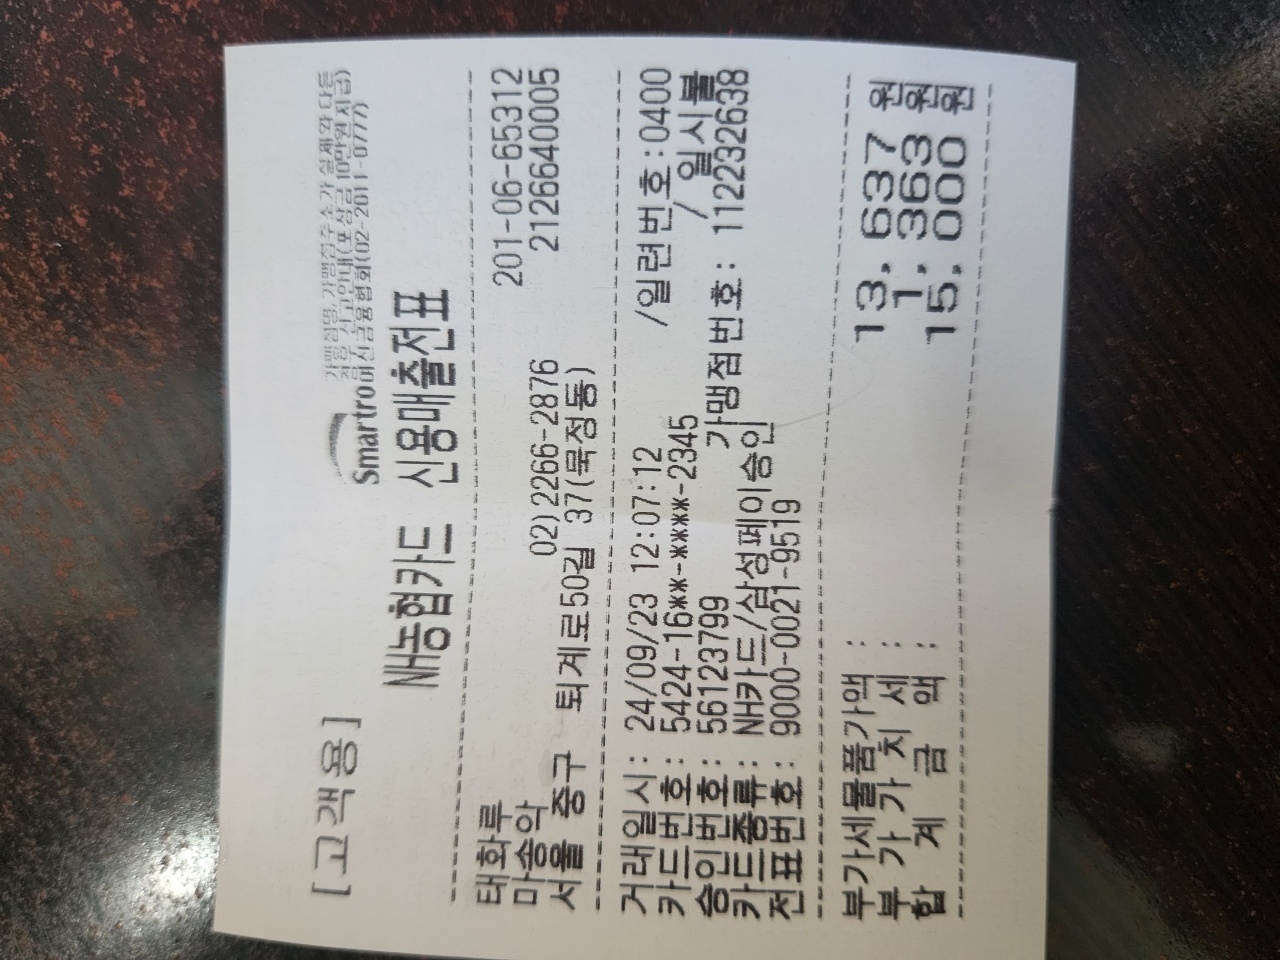 [고객용]
가맹점명,가맹점주소가 실제와 다른
경우 신고안내(포상금 10만원 지급)
Smartro 여신금융협회(02-2011-0777)
NH농협카드 신용매출전표
태화루 201-06-65312
마송악 02)2266-2876 2126640005
서울 중구 퇴계로50길 37(묵정동)
거래일시: 24/09/23 12:07:12 /일련번호:0400
카드번호: 5424-16**-****-2345 / 일시불
승인번호: 56123799 가맹점번호: 112232638
카드종류: NH카드/삼성페이승인
전표번호: 9000-0021-9519
부가세물품가액 : 13,637 원
부 가 가 치 세 : 1,363 원
합 계 금 액 : 15,000 원